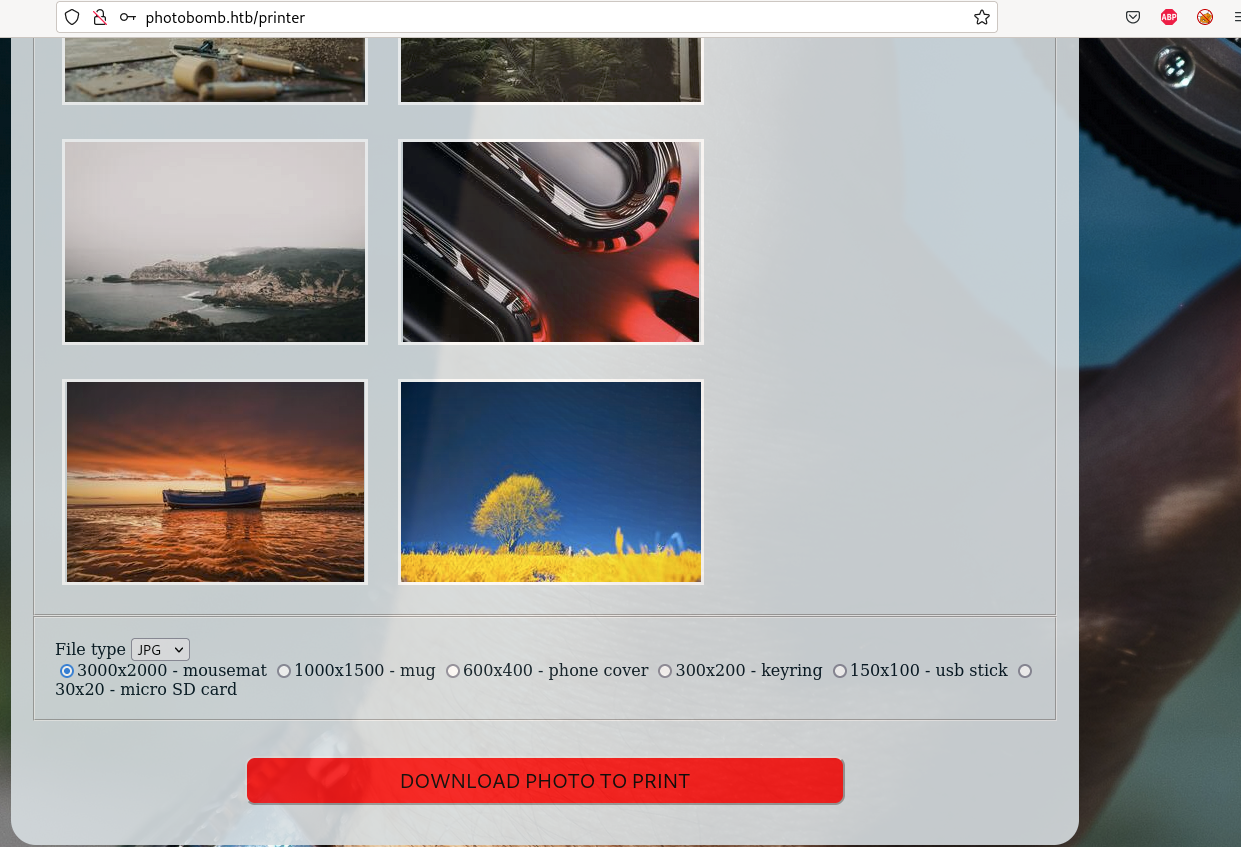 photobomb.htb/printer
ABP
File type JPG
3000x2000 - mousemat 1000x1500 - mug 600x400 - phone cover 300x200 - keyring 150x100 - usb stick
30x20 - micro SD card
DOWNLOAD PHOTO TO PRINT